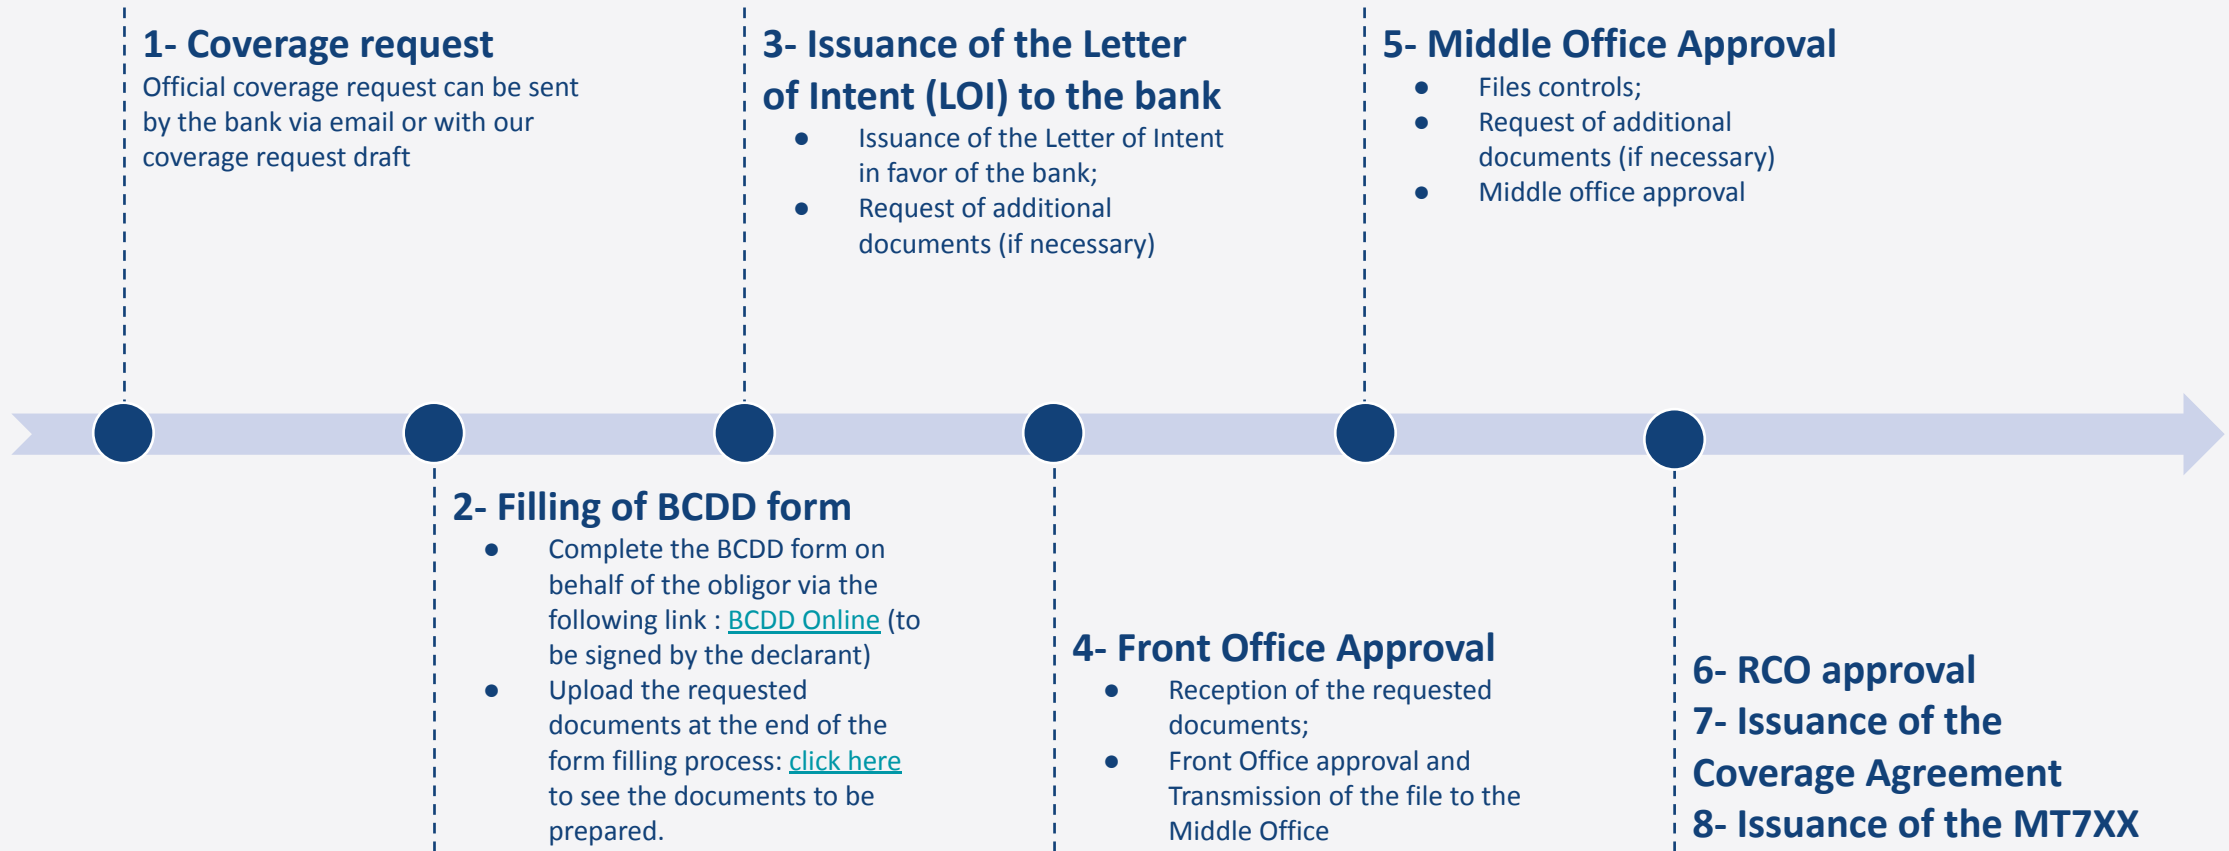 1- Coverage request
Official coverage request can be sent
by the bank via email or with our
coverage request draft
2- Filling of BCDD form
● Complete the BCDD form on
behalf of the obligor via the
following link : BCDD Online (to
be signed by the declarant)
● Upload the requested
documents at the end of the
form filling process: click here
to see the documents to be
prepared.
3- Issuance of the Letter
of Intent (LOI) to the bank
● Issuance of the Letter of Intent
in favor of the bank;
● Request of additional
documents (if necessary)
4- Front Office Approval
● Reception of the requested
documents;
● Front Office approval and
Transmission of the file to the
Middle Office
5- Middle Office Approval
● Files controls;
● Request of additional
documents (if necessary)
● Middle office approval
6- RCO approval
7- Issuance of the
Coverage Agreement
8- Issuance of the MT7XX